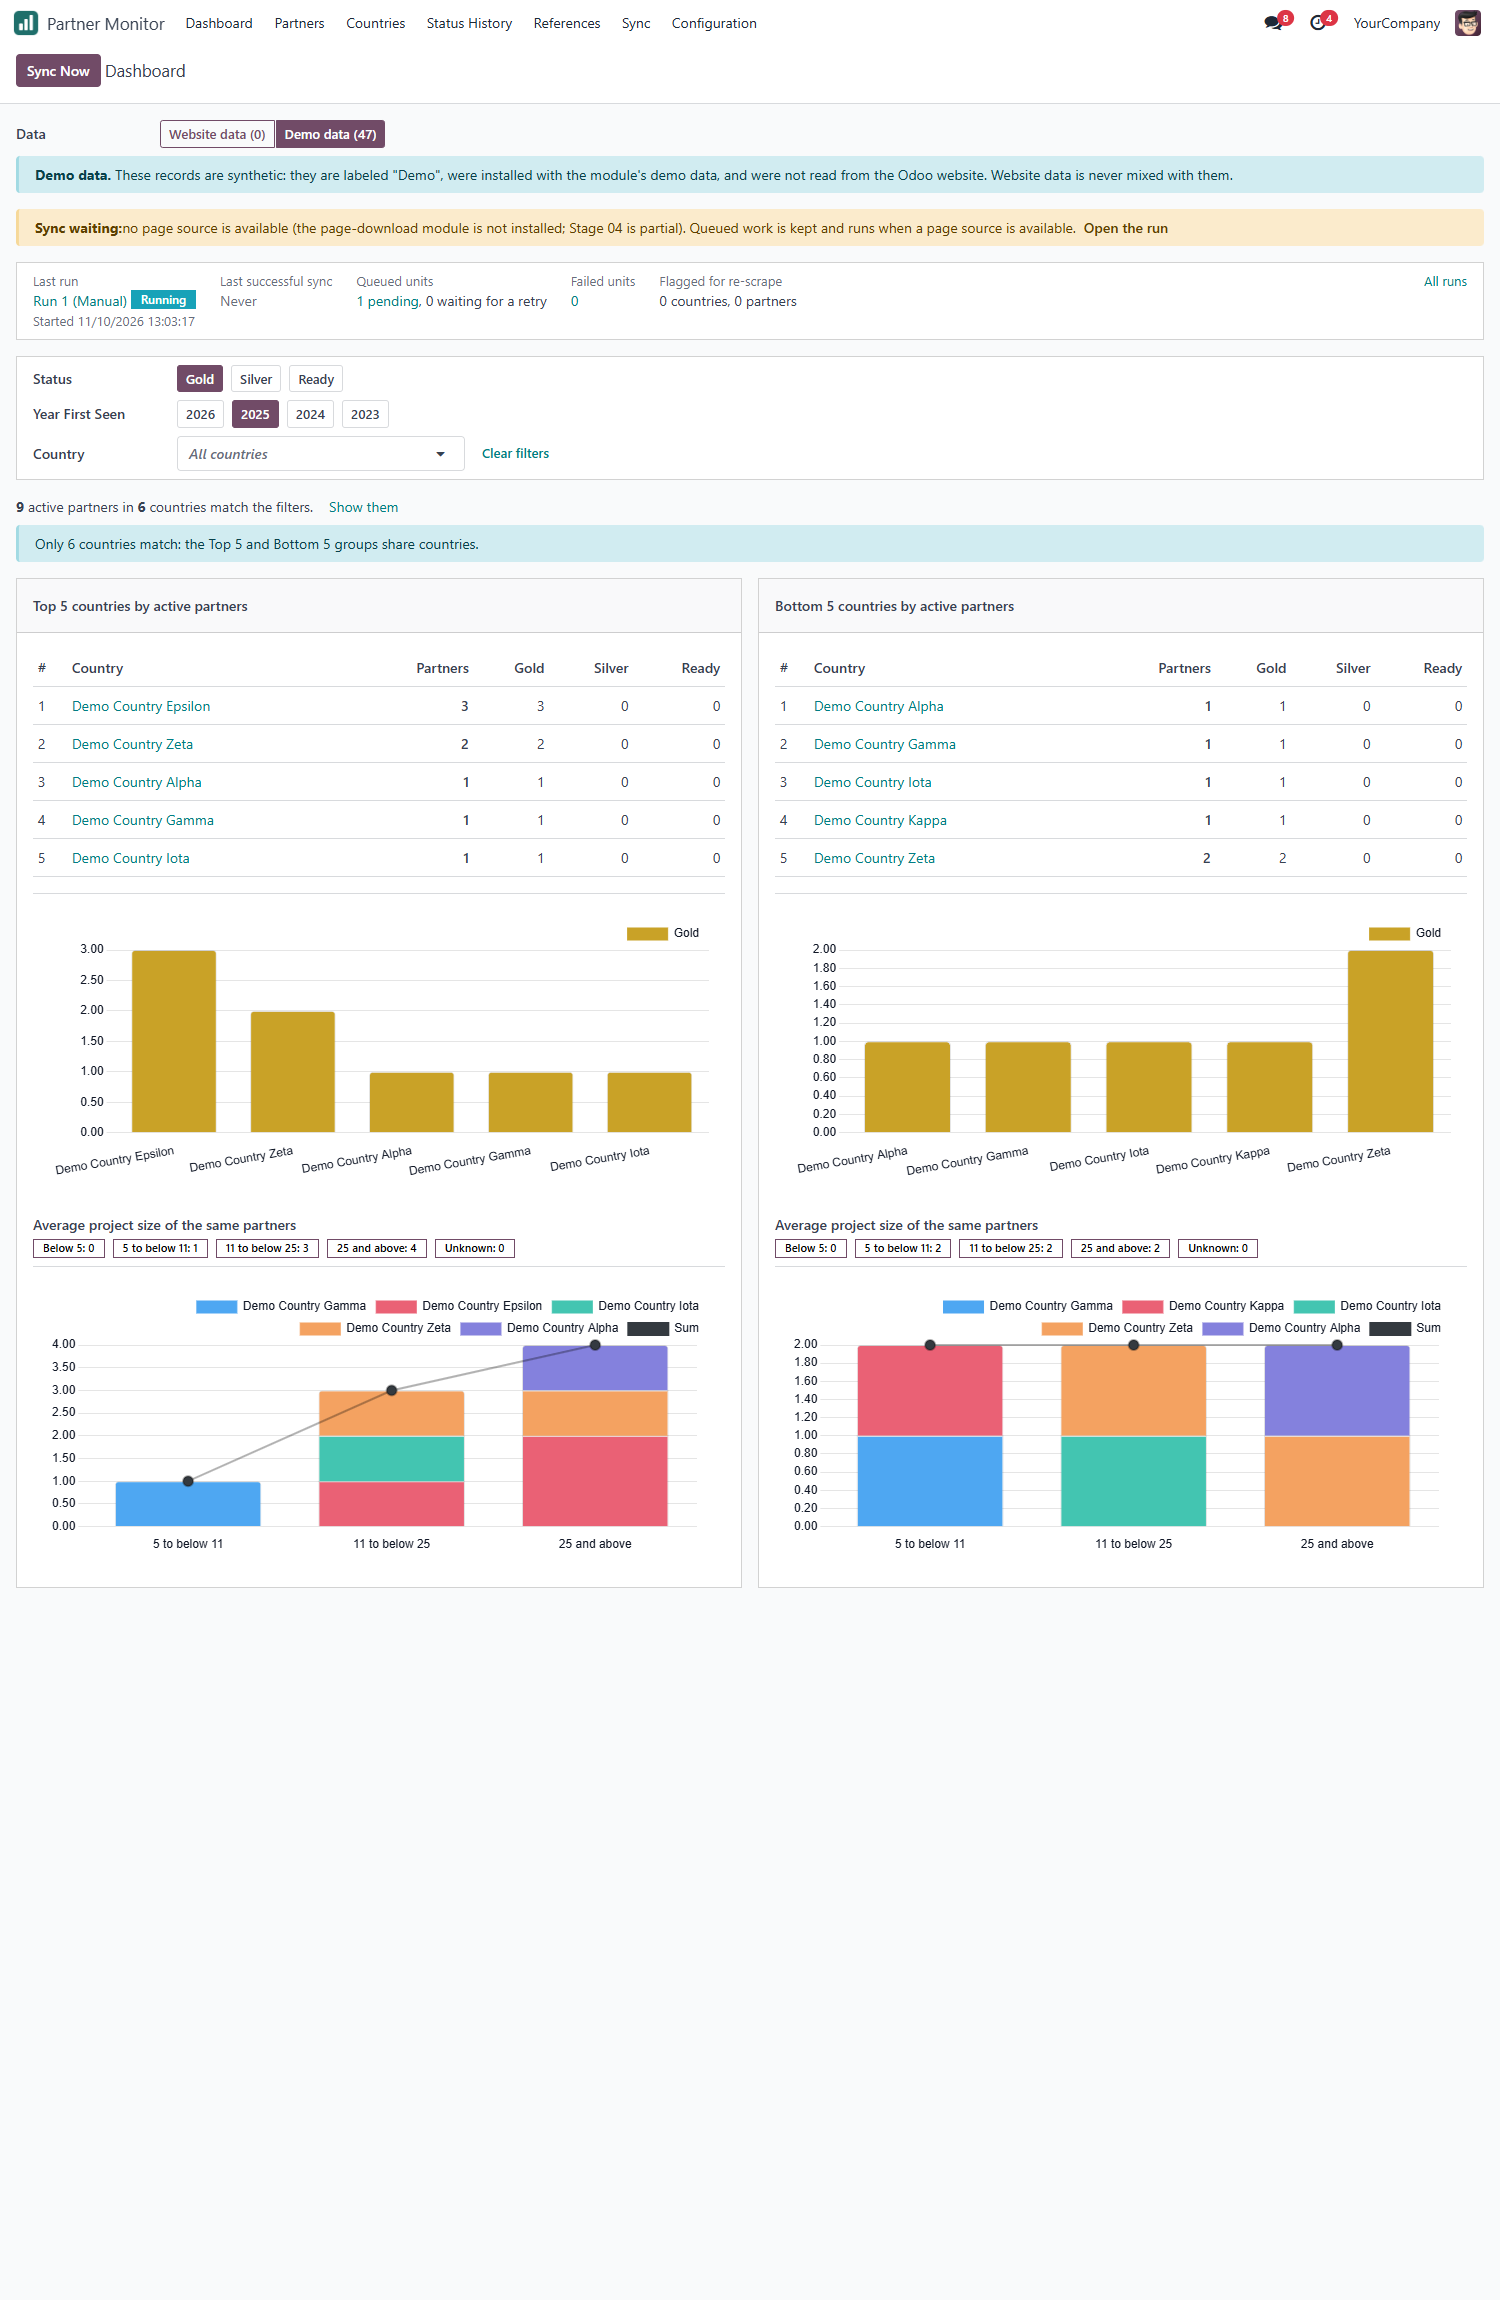 Partner Monitor Dashboard Partners Countries Status History References Sync Configuration 8 4 YourCompany
Sync Now Dashboard
Data Website data (0) Demo data (47)
Demo data. These records are synthetic: they are labeled "Demo", were installed with the module's demo data, and were not read from the Odoo website. Website data is never mixed with them.
Sync waiting:no page source is available (the page-download module is not installed; Stage 04 is partial). Queued work is kept and runs when a page source is available. Open the run
Last run Last successful sync Queued units Failed units Flagged for re-scrape All runs
Run 1 (Manual) Running Never 1 pending, 0 waiting for a retry 0 0 countries, 0 partners
Started 11/10/2026 13:03:17
Status Gold Silver Ready
Year First Seen 2026 2025 2024 2023
Country All countries Clear filters
9 active partners in 6 countries match the filters. Show them
Only 6 countries match: the Top 5 and Bottom 5 groups share countries.
Top 5 countries by active partners
# Country Partners Gold Silver Ready
1 Demo Country Epsilon 3 3 0 0
2 Demo Country Zeta 2 2 0 0
3 Demo Country Alpha 1 1 0 0
4 Demo Country Gamma 1 1 0 0
5 Demo Country Iota 1 1 0 0
Gold
3.00
2.50
2.00
1.50
1.00
0.50
0.00
Demo Country Epsilon Demo Country Zeta Demo Country Alpha Demo Country Gamma Demo Country Iota
Average project size of the same partners
Below 5: 0 5 to below 11: 1 11 to below 25: 3 25 and above: 4 Unknown: 0
Demo Country Gamma Demo Country Epsilon Demo Country Iota
Demo Country Zeta Demo Country Alpha Sum
4.00
3.50
3.00
2.50
2.00
1.50
1.00
0.50
0.00
5 to below 11 11 to below 25 25 and above
Bottom 5 countries by active partners
# Country Partners Gold Silver Ready
1 Demo Country Alpha 1 1 0 0
2 Demo Country Gamma 1 1 0 0
3 Demo Country Iota 1 1 0 0
4 Demo Country Kappa 1 1 0 0
5 Demo Country Zeta 2 2 0 0
Gold
2.00
1.80
1.60
1.40
1.20
1.00
0.80
0.60
0.40
0.20
0.00
Demo Country Alpha Demo Country Gamma Demo Country Iota Demo Country Kappa Demo Country Zeta
Average project size of the same partners
Below 5: 0 5 to below 11: 2 11 to below 25: 2 25 and above: 2 Unknown: 0
Demo Country Gamma Demo Country Kappa Demo Country Iota
Demo Country Zeta Demo Country Alpha Sum
2.00
1.80
1.60
1.40
1.20
1.00
0.80
0.60
0.40
0.20
0.00
5 to below 11 11 to below 25 25 and above